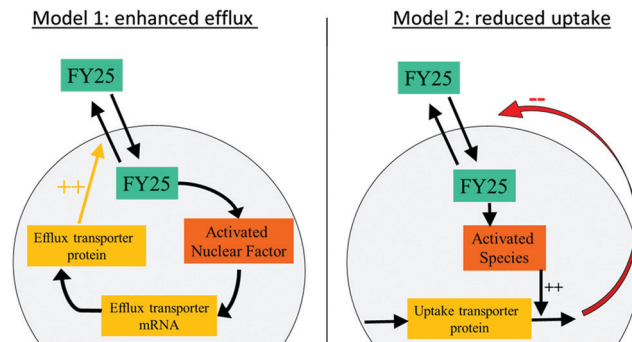 Model 1: enhanced efflux
FY25
FY25
++
Efflux transporter
protein
Activated
Nuclear Factor
Efflux transporter
mRNA
Model 2: reduced uptake
FY25
--
FY25
Activated
Species
++
Uptake transporter
protein